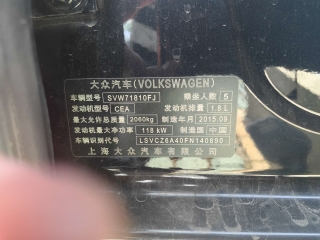 大众汽车(VOLKSWAGEN)
车辆型号 SVW71810FJ 乘坐人数 5
发动机型号 CEA 发动机排量 1.8 L
最大允许总质量 2060kg 制造年月 2015.09
发动机最大净功率 118 kW 制造国 中国
车辆识别代号 LSVCZ6A40FN140890
上海大众汽车有限公司